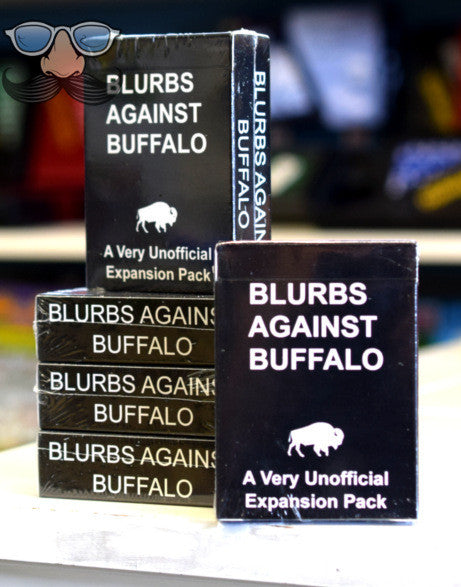 BLURBS
AGAINST
BUFFALO
A Very Unofficial
Expansion Pack
BLURBS AGAINST
BUFFALO
BLURBS AGAINS
BUFFALO
BLURBS AGAINS
BUFFALO
BLURBS AGAINS
BUFFALO
BLURBS
AGAINST
BUFFALO
A Very Unofficial
Expansion Pack